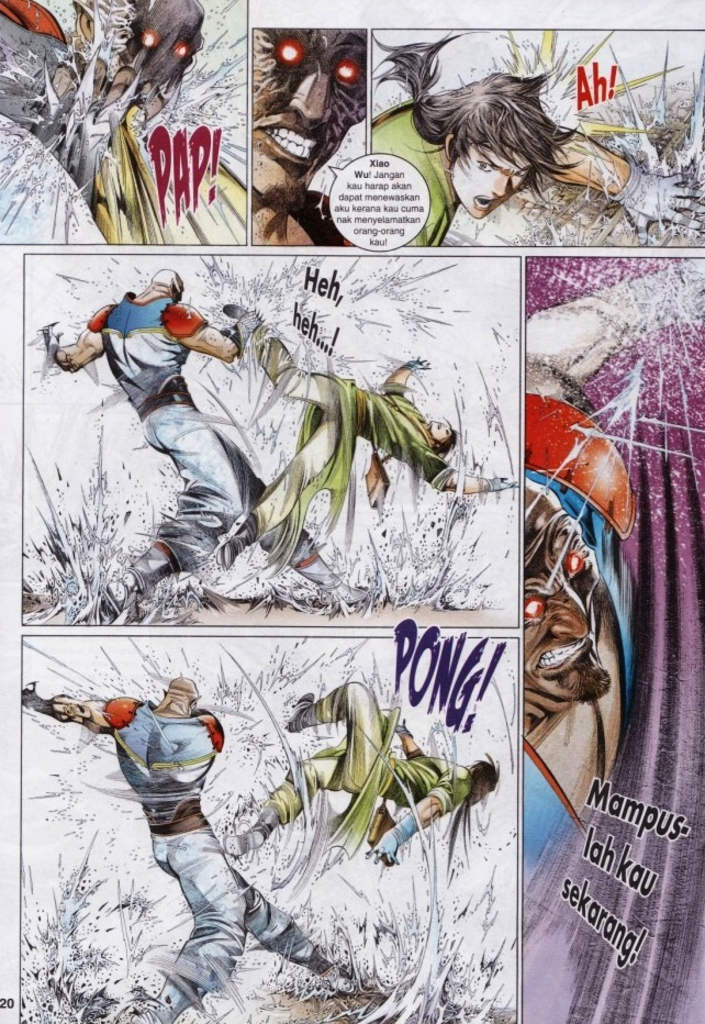 PAP!
Xiao
Wu! Jangan
kau harap akan
dapat menewaskan
aku kerana kau cuma
nak menyelamatkan
orang-orang
kau!
Ah!
Heh,
heh....!
PONG!
Mampus-
lah kau
sekarang!
20